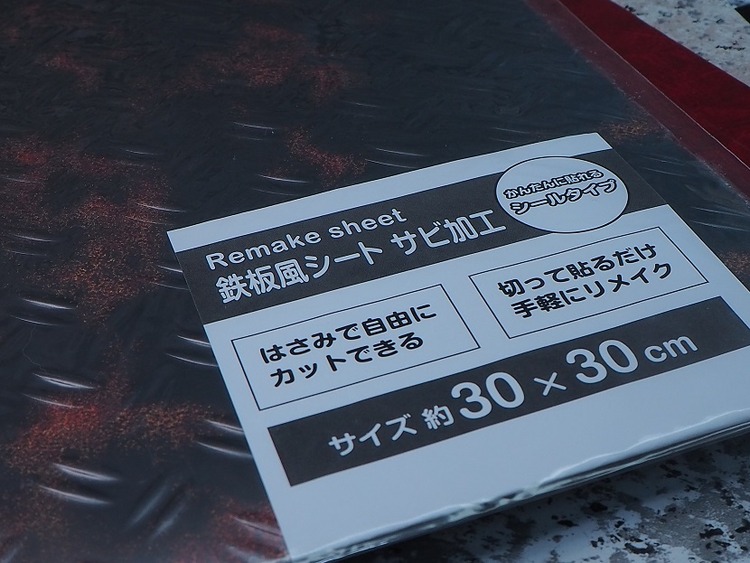 かんたんに貼れる
シールタイプ
Remake sheet
鉄板風シート サビ加工
はさみで自由に
カットできる
切って貼るだけ
手軽にリメイク
サイズ 約30×30cm